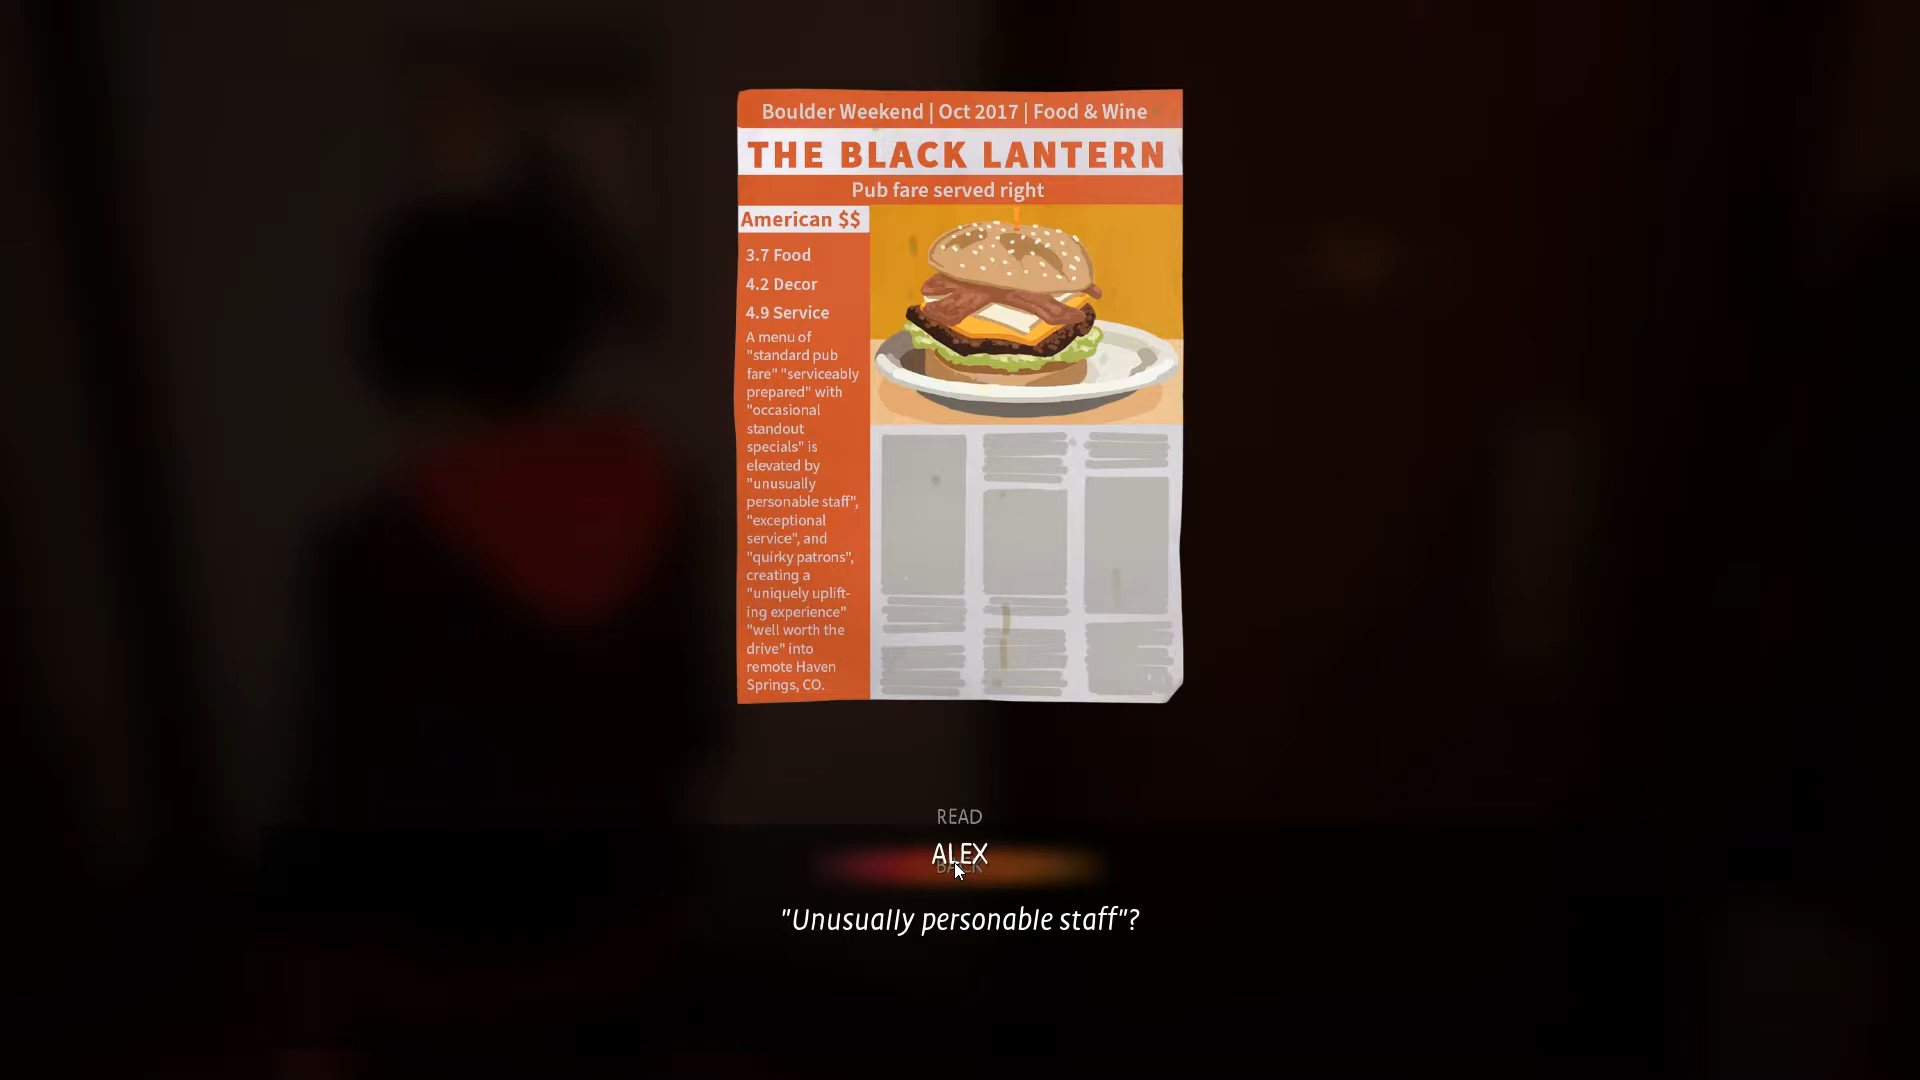 Boulder Weekend | Oct 2017 | Food & Wine
THE BLACK LANTERN
Pub fare served right
American $$
3.7 Food
4.2 Decor
4.9 Service
A menu of
"standard pub
fare" "serviceably
prepared" with
"occasional
standout
specials" is
elevated by
"unusually
personable staff",
"exceptional
service", and
"quirky patrons",
creating a
"uniquely uplift-
ing experience"
"well worth the
drive" into
remote Haven
Springs, CO.
READ
ALEX
BACK
"Unusually personable staff"?